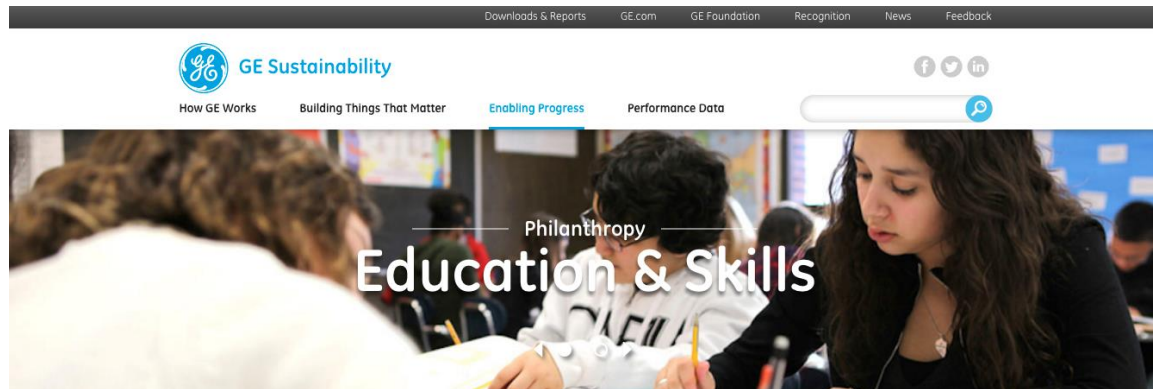 Downloads & Reports GE.com GE Foundation Recognition News Feedback
GE Sustainability
How GE Works Building Things That Matter Enabling Progress Performance Data
Philanthropy
Education & Skills